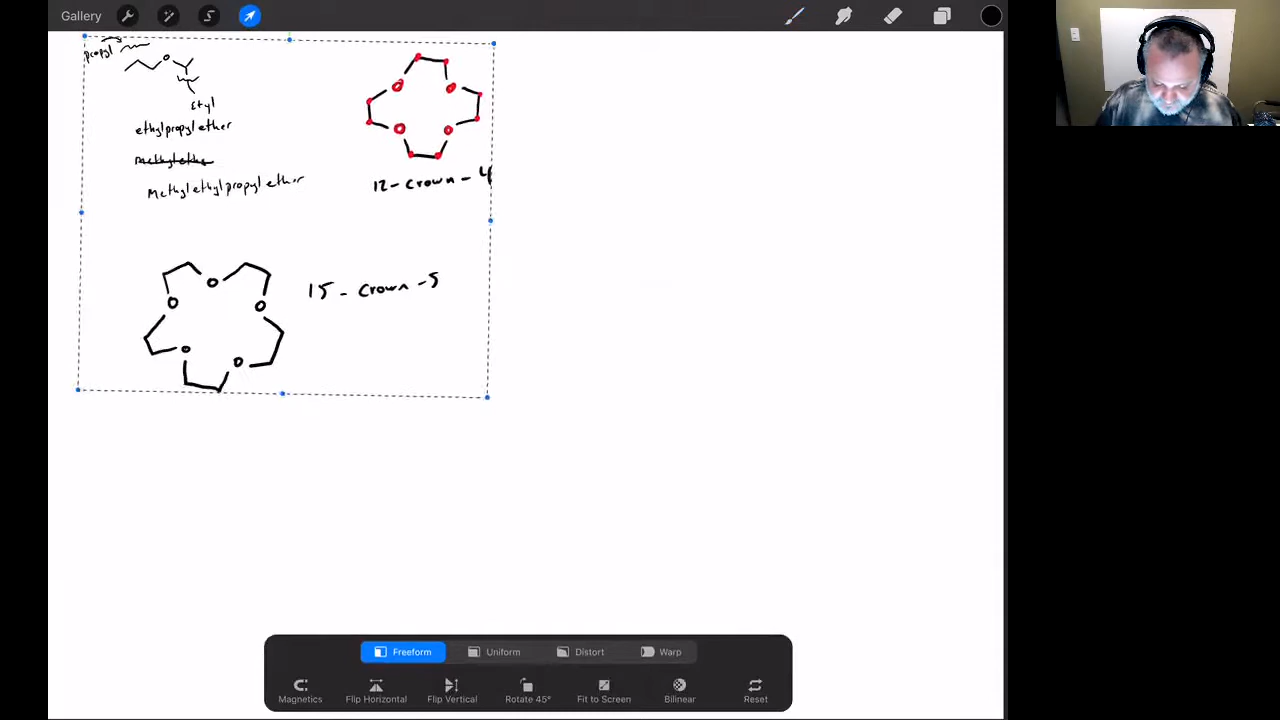 Gallery
propyl
O
Etyl
ethylpropyl ether
methylethe
Methylethylpropyl ether
O O
O O
12-crown-4
O
O O
O O
15-crown-5
Freeform Uniform Distort Warp
Magnetics Flip Horizontal Flip Vertical Rotate 45° Fit to Screen Bilinear Reset